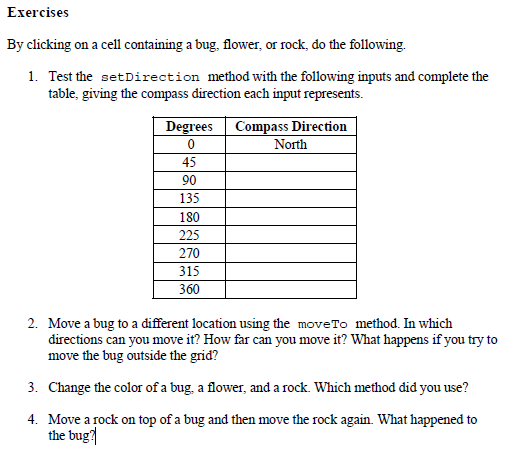 Exercises
By clicking on a cell containing a bug, flower, or rock, do the following.
1. Test the setDirection method with the following inputs and complete the
table, giving the compass direction each input represents.
Degrees Compass Direction
0 North
45
90
135
180
225
270
315
360
2. Move a bug to a different location using the moveTo method. In which
directions can you move it? How far can you move it? What happens if you try to
move the bug outside the grid?
3. Change the color of a bug, a flower, and a rock. Which method did you use?
4. Move a rock on top of a bug and then move the rock again. What happened to
the bug?